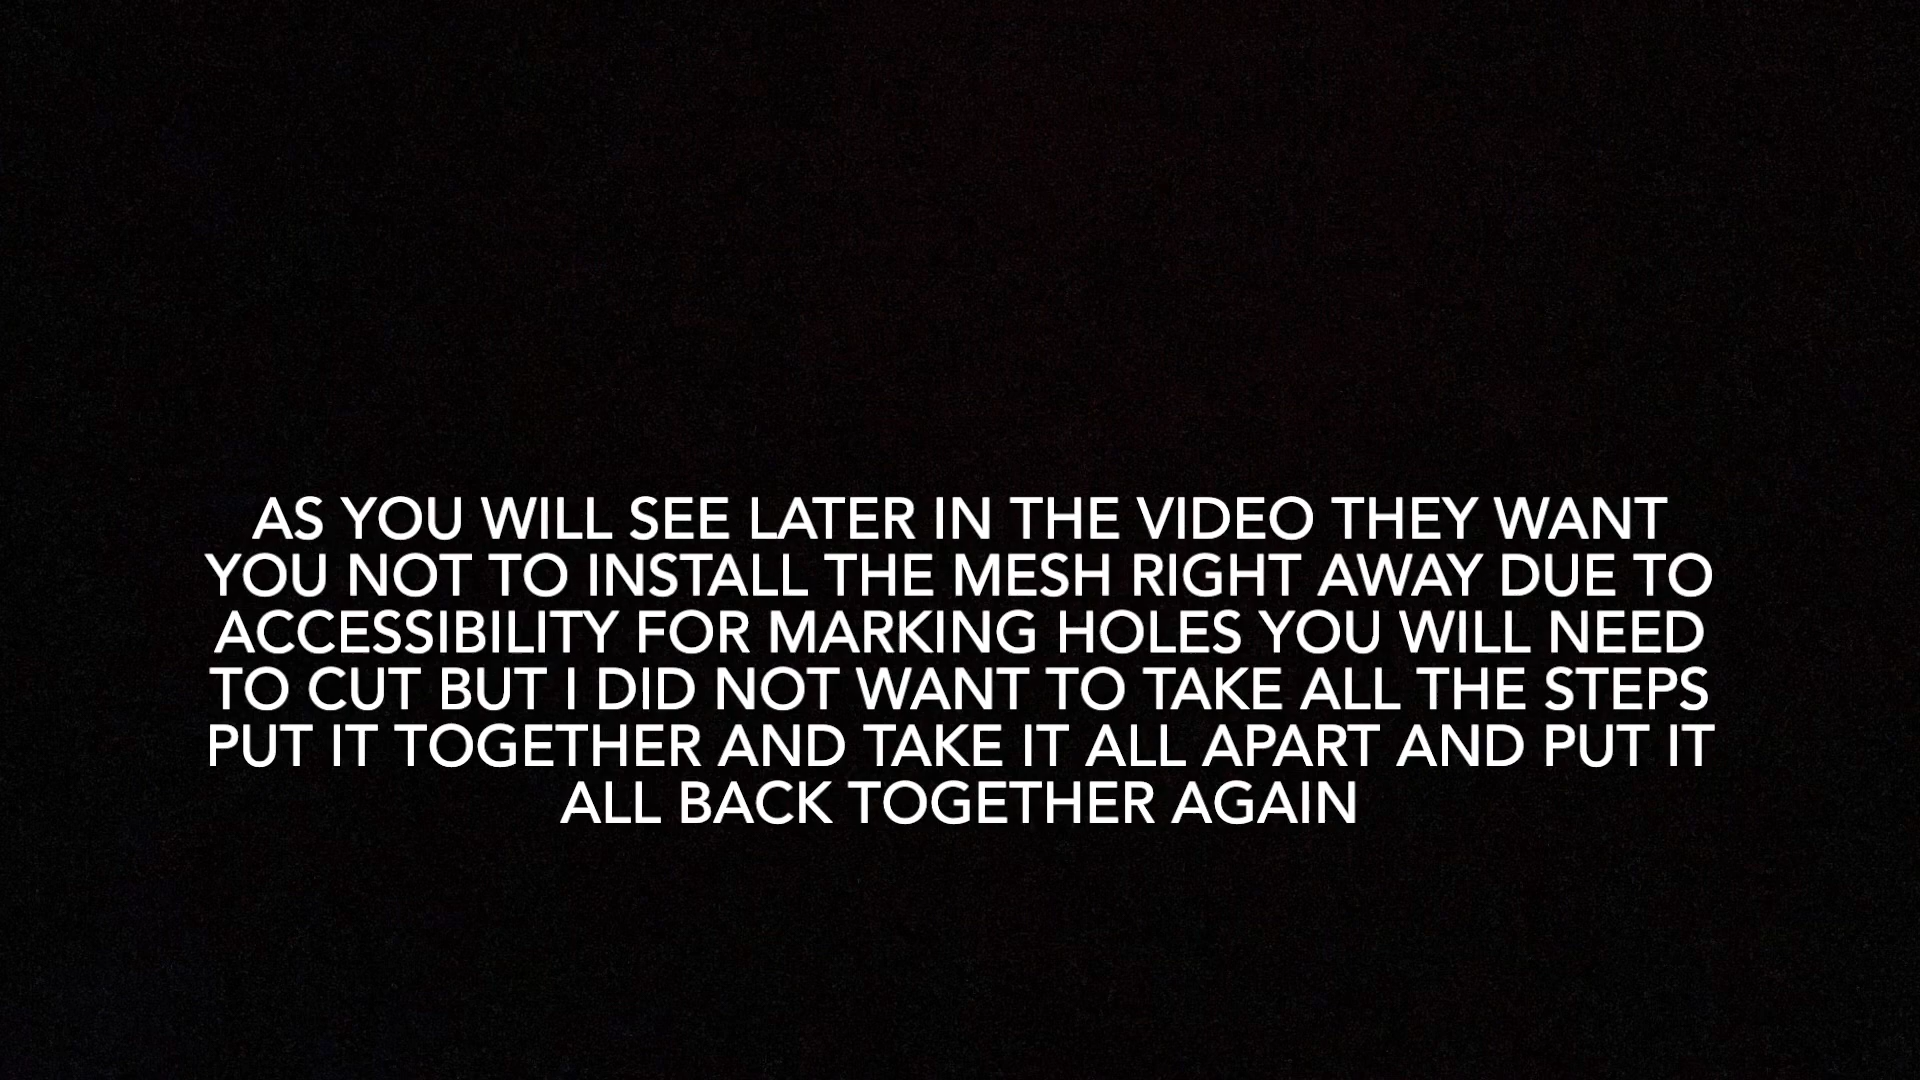 AS YOU WILL SEE LATER IN THE VIDEO THEY WANT
YOU NOT TO INSTALL THE MESH RIGHT AWAY DUE TO
ACCESSIBILITY FOR MARKING HOLES YOU WILL NEED
TO CUT BUT I DID NOT WANT TO TAKE ALL THE STEPS
PUT IT TOGETHER AND TAKE IT ALL APART AND PUT IT
ALL BACK TOGETHER AGAIN